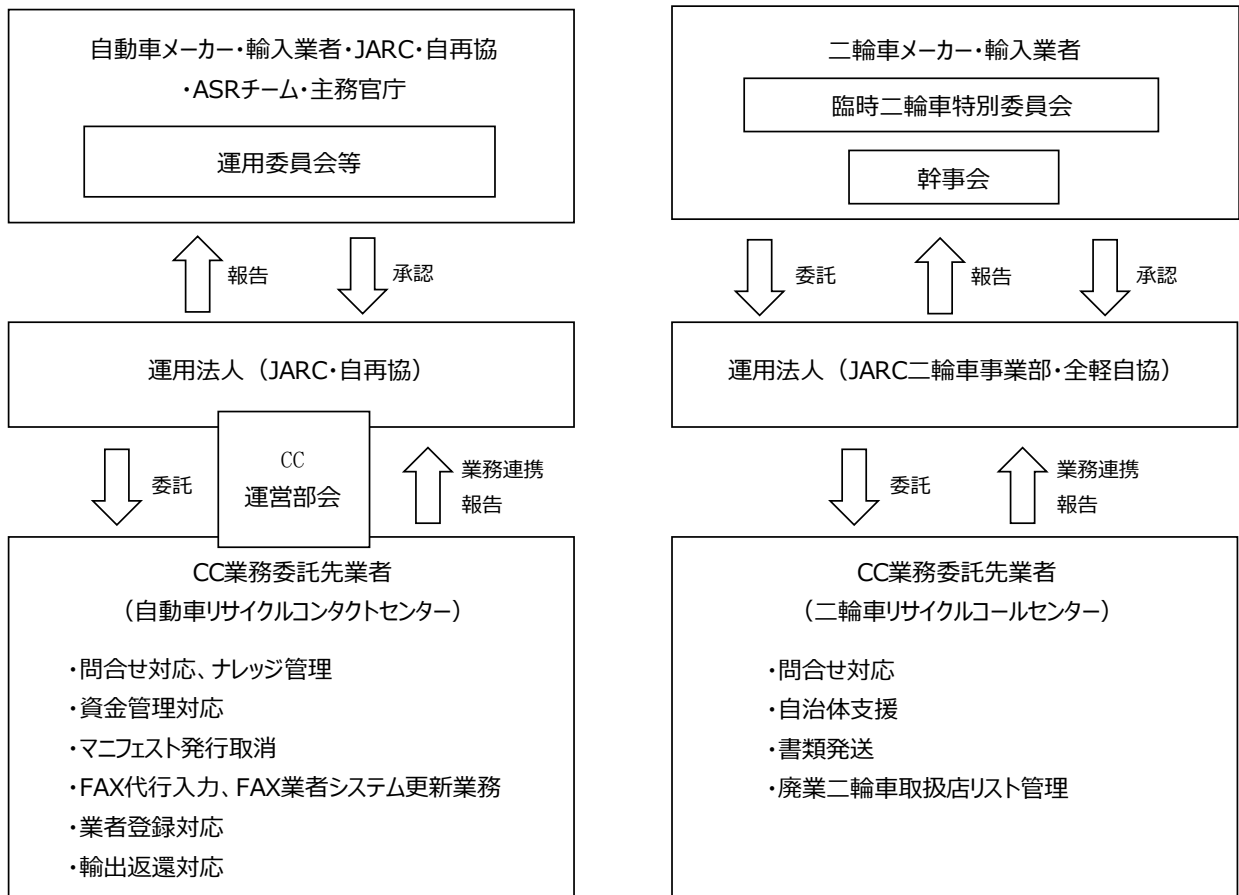 自動車メーカー・輸入業者・JARC・自再協
・ASRチーム・主務官庁
運用委員会等
報告
承認
運用法人（JARC・自再協）
委託
CC
運営部会
業務連携
報告
CC業務委託先業者
（自動車リサイクルコンタクトセンター）
・問合せ対応、ナレッジ管理
・資金管理対応
・マニフェスト発行取消
・FAX代行入力、FAX業者システム更新業務
・業者登録対応
・輸出返還対応
二輪車メーカー・輸入業者
臨時二輪車特別委員会
幹事会
委託
報告
承認
運用法人（JARC二輪車事業部・全軽自協）
委託
業務連携
報告
CC業務委託先業者
（二輪車リサイクルコールセンター）
・問合せ対応
・自治体支援
・書類発送
・廃業二輪車取扱店リスト管理